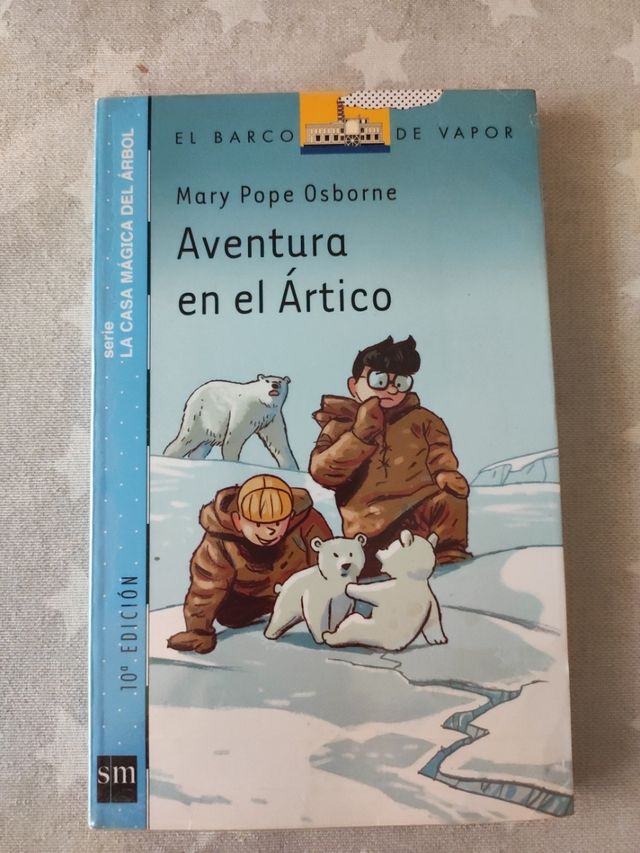 EL BARCO DE VAPOR
Mary Pope Osborne
Aventura
en el Ártico
serie
LA CASA MÁGICA DEL ÁRBOL
10ª EDICIÓN
sm